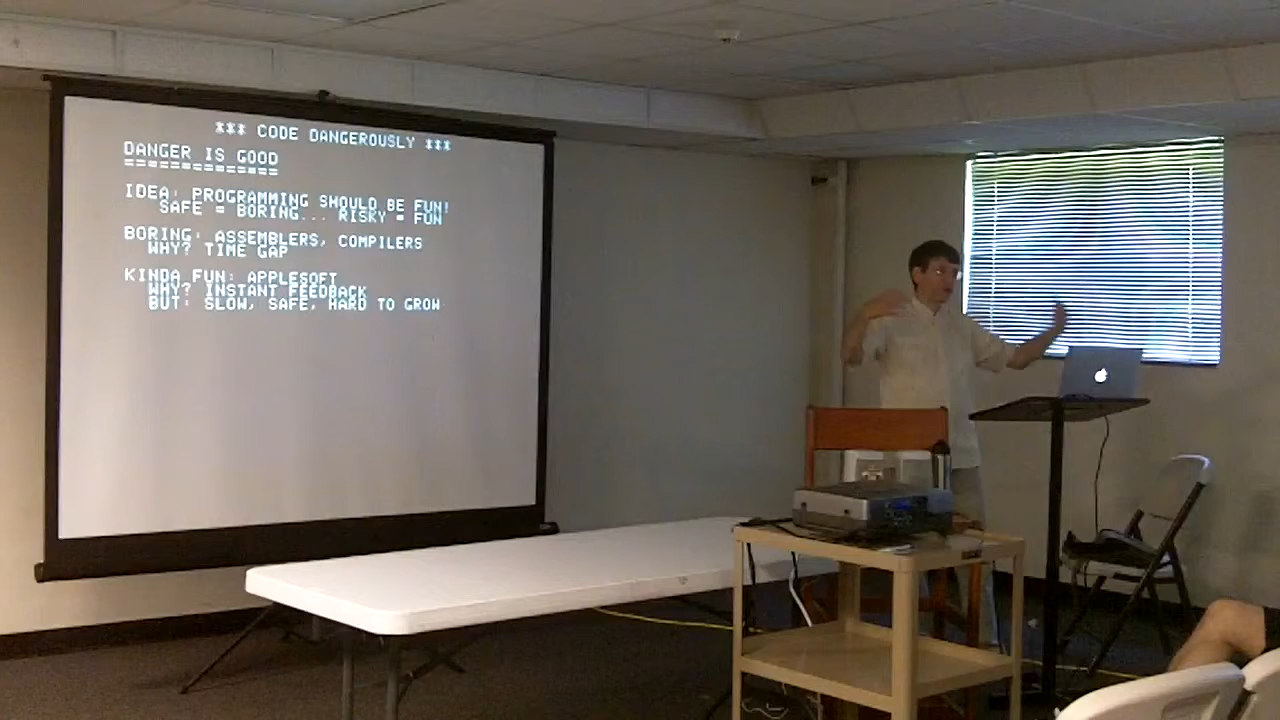 *** CODE DANGEROUSLY ***
DANGER IS GOOD
==============
IDEA: PROGRAMMING SHOULD BE FUN!
SAFE = BORING... RISKY = FUN
BORING: ASSEMBLERS, COMPILERS
WHY? TIME GAP
KINDA FUN: APPLESOFT
WHY? INSTANT FEEDBACK
BUT: SLOW, SAFE, HARD TO GROW